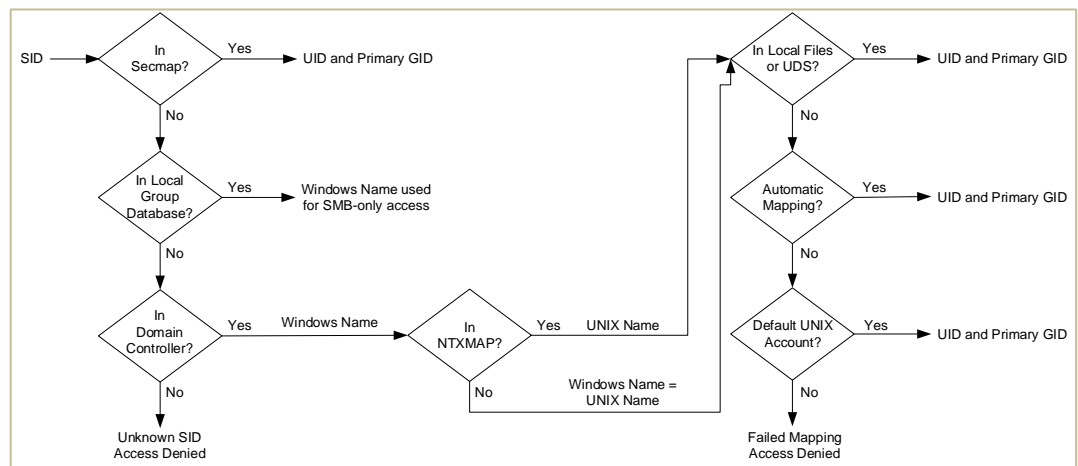 SID
In
Secmap?
Yes
UID and Primary GID
No
In Local
Group
Database?
Yes
Windows Name used
for SMB-only access
No
In
Domain
Controller?
Yes
Windows Name
No
Unknown SID
Access Denied
In
NTXMAP?
Yes
UNIX Name
No
Windows Name =
UNIX Name
In Local Files
or UDS?
Yes
UID and Primary GID
No
Automatic
Mapping?
Yes
UID and Primary GID
No
Default UNIX
Account?
Yes
UID and Primary GID
No
Failed Mapping
Access Denied